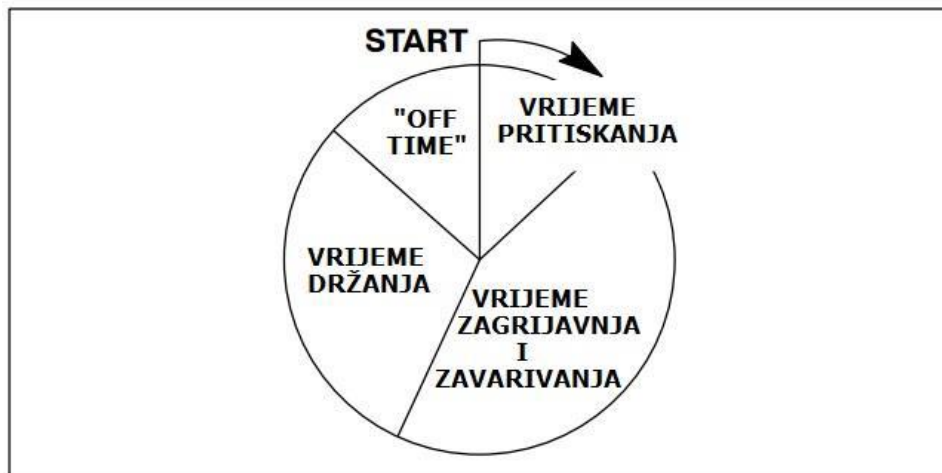 START
VRIJEME
PRITISKANJA
"OFF
TIME"
VRIJEME
DRŽANJA
VRIJEME
ZAGRIJAVNJA
I
ZAVARIVANJA